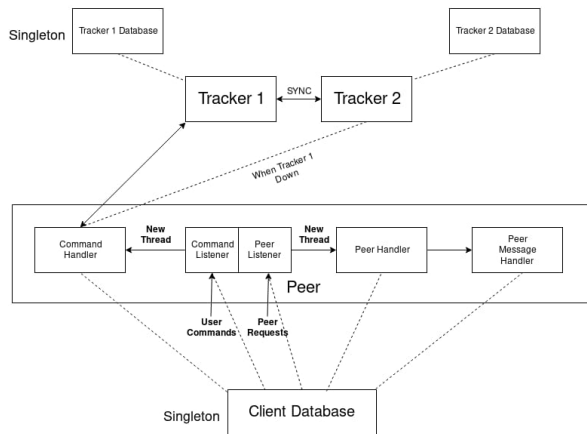 Singleton
Tracker 1 Database
Tracker 2 Database
Tracker 1
SYNC
Tracker 2
When Tracker 1
Down
Command
Handler
New
Thread
Command
Listener
Peer
Listener
New
Thread
Peer Handler
Peer
Message
Handler
Peer
User
Commands
Peer
Requests
Singleton
Client Database